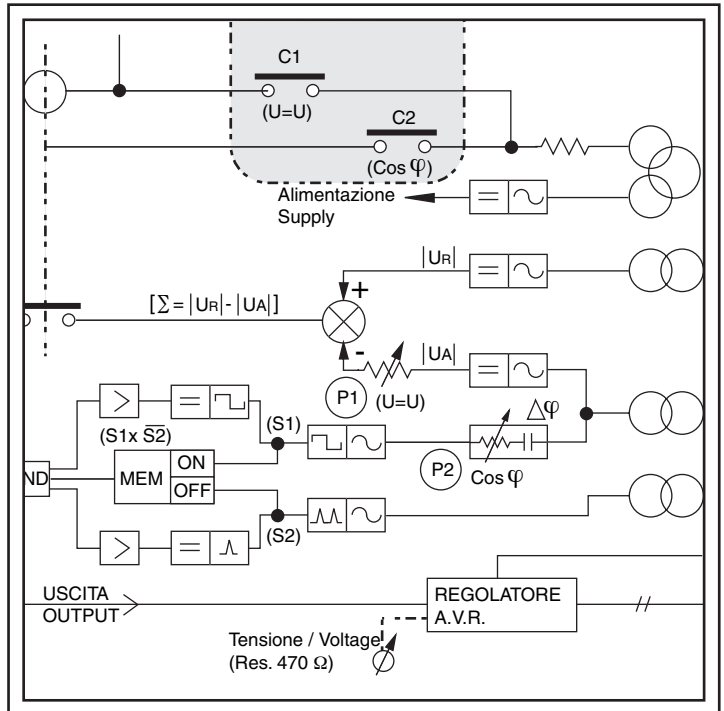 C1
(U=U)
C2
(Cos φ)
Alimentazione
Supply
|UR|
+
[∑ = |UR| - |UA|]
-
|UA|
P1
(U=U)
Δφ
(S1)
(S1x S̅2̅)
P2
Cos φ
ND
MEM
ON
OFF
(S2)
USCITA
OUTPUT
REGOLATORE
A.V.R.
Tensione / Voltage
(Res. 470 Ω)